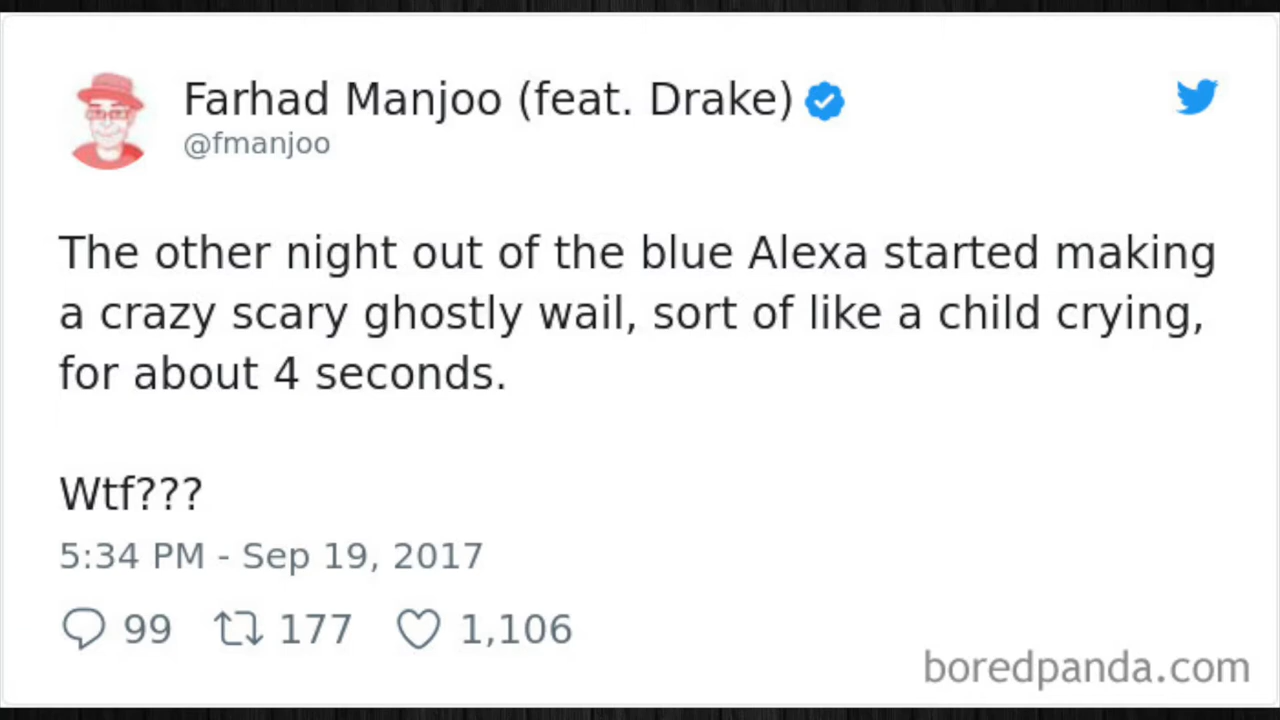 Farhad Manjoo (feat. Drake)
@fmanjoo
The other night out of the blue Alexa started making
a crazy scary ghostly wail, sort of like a child crying,
for about 4 seconds.
Wtf???
5:34 PM - Sep 19, 2017
99 177 1,106
boredpanda.com